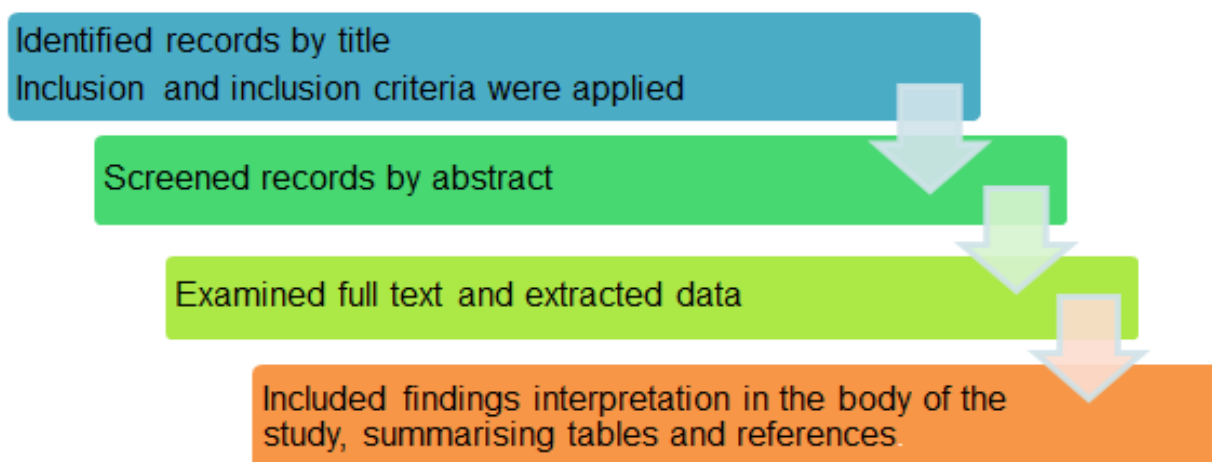 Identified records by title
Inclusion and inclusion criteria were applied
Screened records by abstract
Examined full text and extracted data
Included findings interpretation in the body of the
study, summarising tables and references.